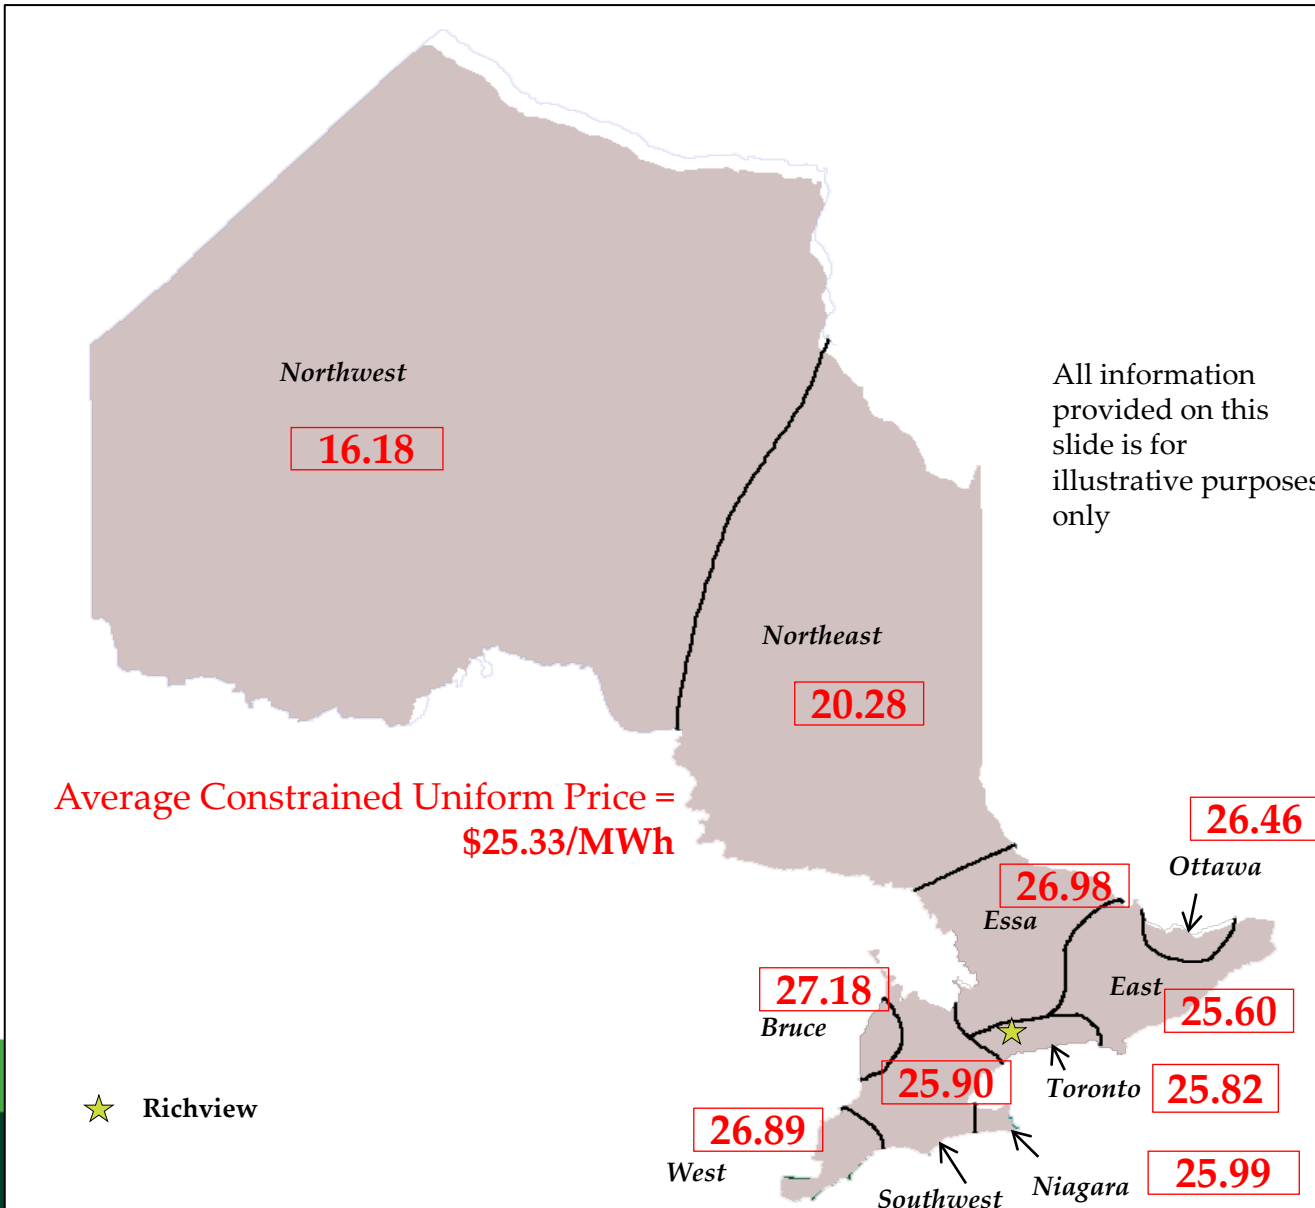 Northwest
16.18
All information
provided on this
slide is for
illustrative purposes
only
Northeast
20.28
Average Constrained Uniform Price =
$25.33/MWh
26.46
Ottawa
26.98
Essa
27.18
Bruce
East
25.60
25.90
Toronto
25.82
Richview
26.89
West
Southwest
Niagara
25.99